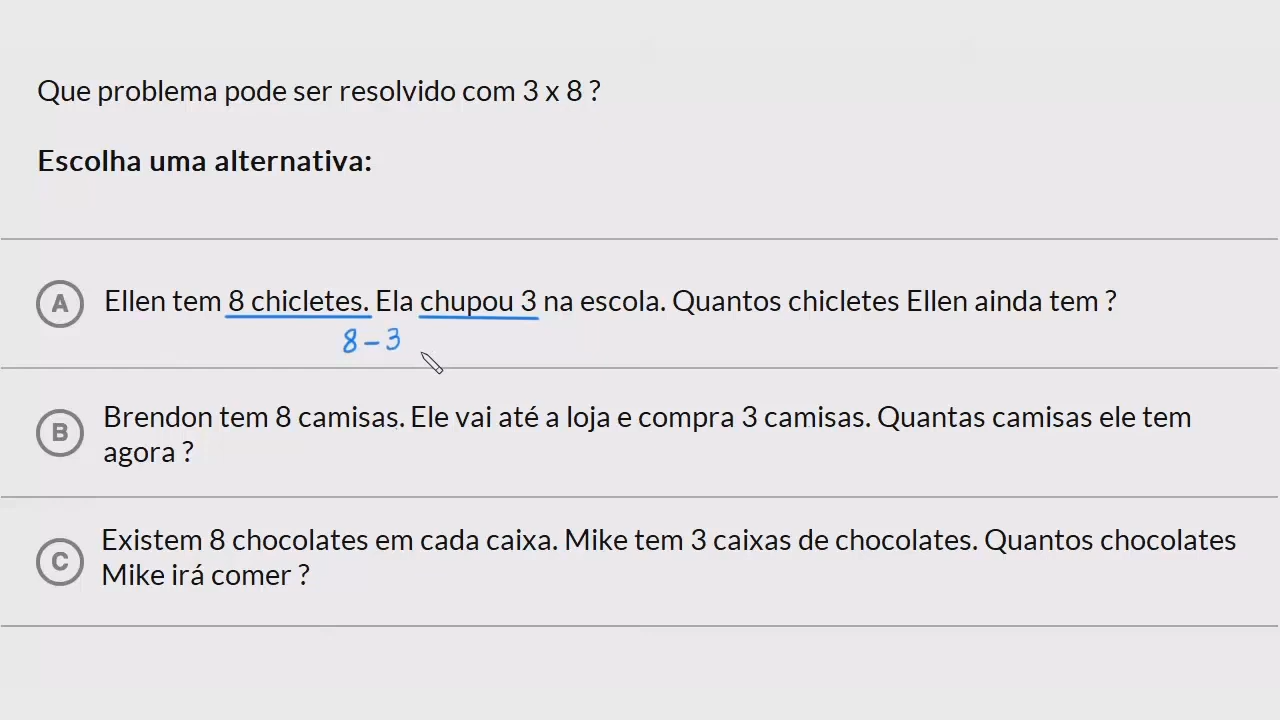 Que problema pode ser resolvido com 3 x 8 ?
Escolha uma alternativa:
A Ellen tem 8 chicletes. Ela chupou 3 na escola. Quantos chicletes Ellen ainda tem ?
8 - 3
B Brendon tem 8 camisas. Ele vai até a loja e compra 3 camisas. Quantas camisas ele tem
agora ?
C Existem 8 chocolates em cada caixa. Mike tem 3 caixas de chocolates. Quantos chocolates
Mike irá comer ?